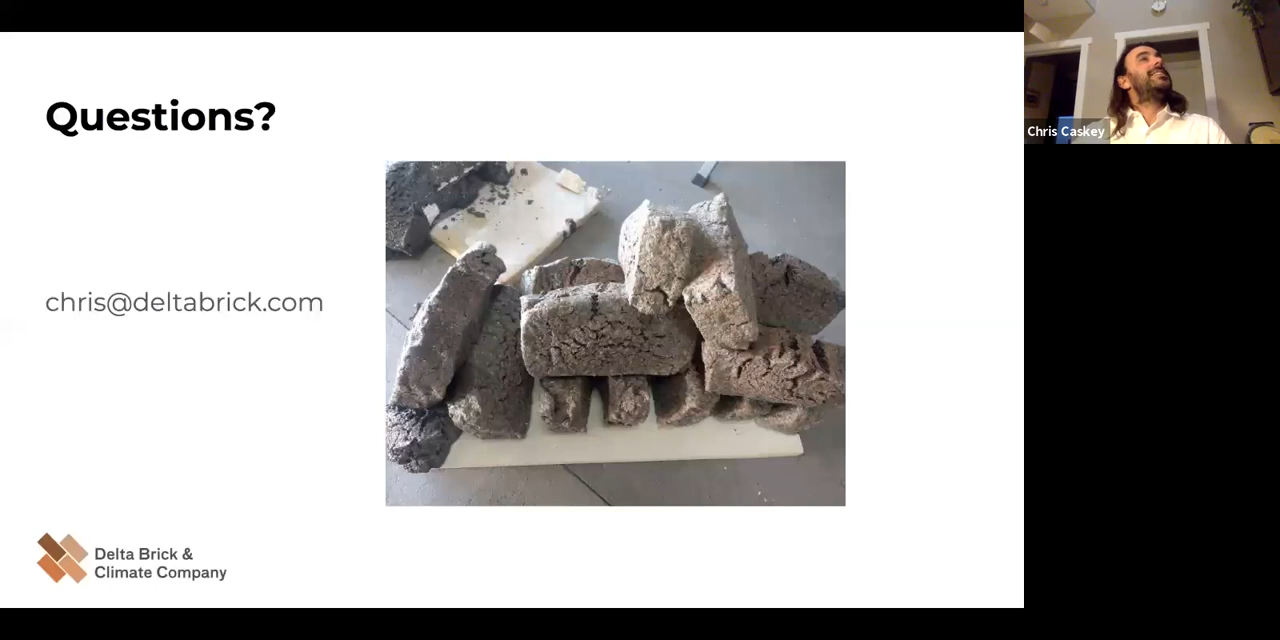 Questions?
Chris Caskey
chris@deltabrick.com
Delta Brick &
Climate Company